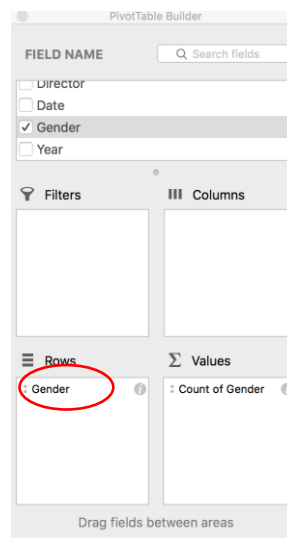 PivotTable Builder
FIELD NAME
Search fields
Director
Date
Gender
Year
Filters
Columns
Rows
Values
Gender
Count of Gender
Drag fields between areas